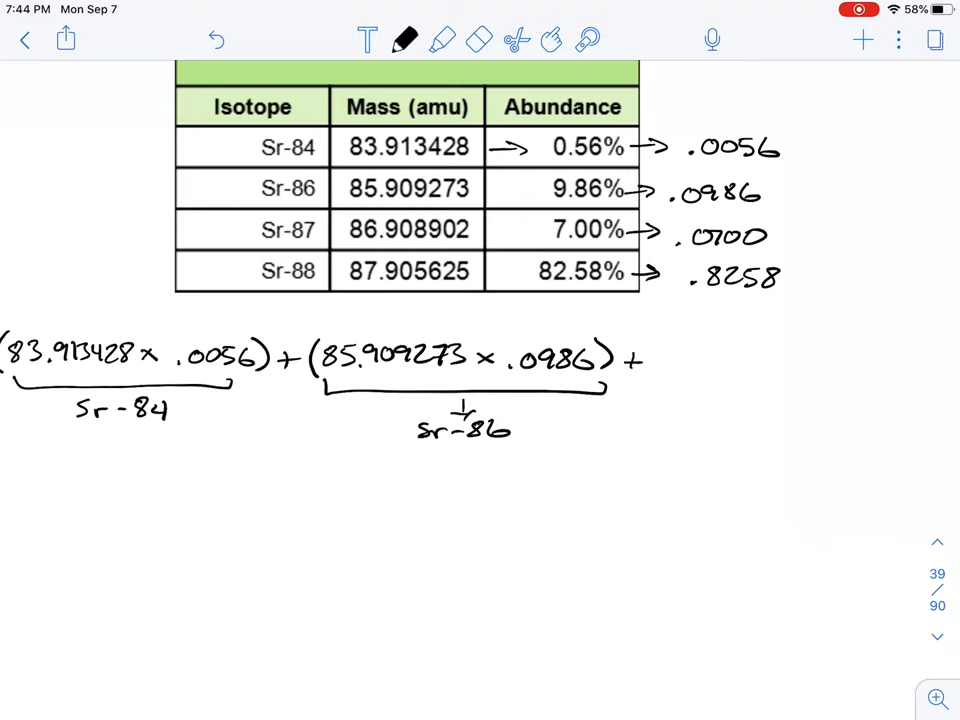 7:44 PM Mon Sep 7 58%
T
Isotope Mass (amu) Abundance
Sr-84 83.913428 → 0.56% → .0056
Sr-86 85.909273 9.86% → .0986
Sr-87 86.908902 7.00% → .0700
Sr-88 87.905625 82.58% → .8258
(83.913428 x .0056) + (85.909273 x .0986) +
Sr-84
Sr-86
39
/
90